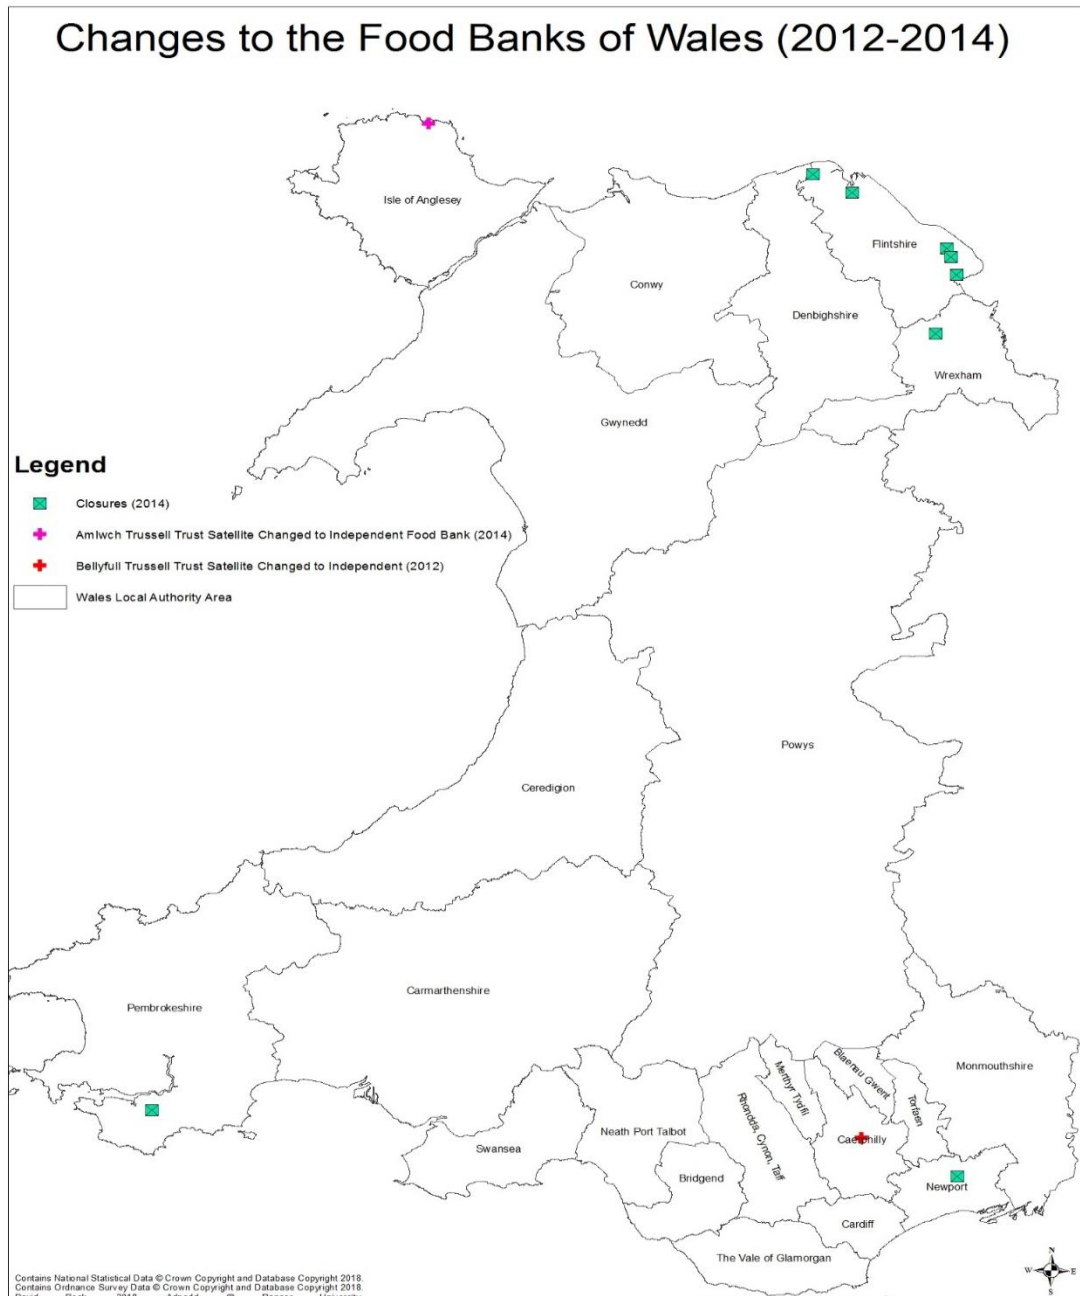 Changes to the Food Banks of Wales (2012-2014)
Isle of Anglesey
Flintshire
Conwy
Denbighshire
Wrexham
Gwynedd
Legend
Closures (2014)
Amlwch Trussell Trust Satellite Changed to Independent Food Bank (2014)
Bellyfull Trussell Trust Satellite Changed to Independent (2012)
Wales Local Authority Area
Powys
Ceredigion
Carmarthenshire
Pembrokeshire
Monmouthshire
Blaenau Gwent
Merthyr Tydfil
Torfaen
Rhondda, Cynon, Taff
Neath Port Talbot
Caerphilly
Swansea
Bridgend
Newport
Cardiff
The Vale of Glamorgan
N
W E
S
Contains National Statistical Data © Crown Copyright and Database Copyright 2018.
Contains Ordnance Survey Data © Crown Copyright and Database Copyright 2018.
David Beck 2018